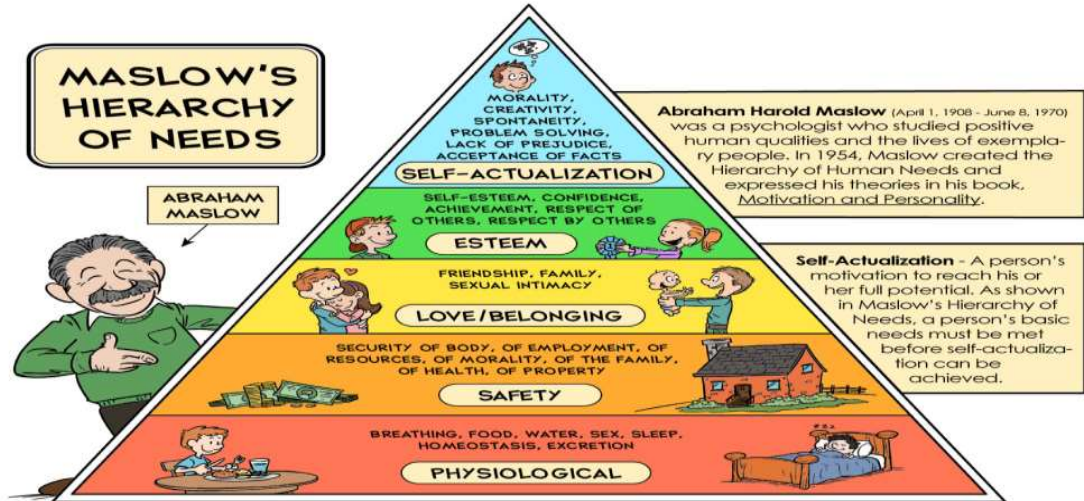 MASLOW'S
HIERARCHY
OF NEEDS
ABRAHAM
MASLOW
MORALITY,
CREATIVITY,
SPONTANEITY,
PROBLEM SOLVING,
LACK OF PREJUDICE,
ACCEPTANCE OF FACTS
SELF-ACTUALIZATION
SELF-ESTEEM, CONFIDENCE,
ACHIEVEMENT, RESPECT OF
OTHERS, RESPECT BY OTHERS
ESTEEM
FRIENDSHIP, FAMILY,
SEXUAL INTIMACY
LOVE/BELONGING
SECURITY OF BODY, OF EMPLOYMENT, OF
RESOURCES, OF MORALITY, OF THE FAMILY,
OF HEALTH, OF PROPERTY
SAFETY
BREATHING, FOOD, WATER, SEX, SLEEP,
HOMEOSTASIS, EXCRETION
PHYSIOLOGICAL
Abraham Harold Maslow (April 1, 1908 - June 8, 1970)
was a psychologist who studied positive
human qualities and the lives of exempla-
ry people. In 1954, Maslow created the
Hierarchy of Human Needs and
expressed his theories in his book,
Motivation and Personality.
Self-Actualization - A person's
motivation to reach his or
her full potential. As shown
in Maslow's Hierarchy of
Needs, a person's basic
needs must be met
before self-actualiza-
tion can be
achieved.